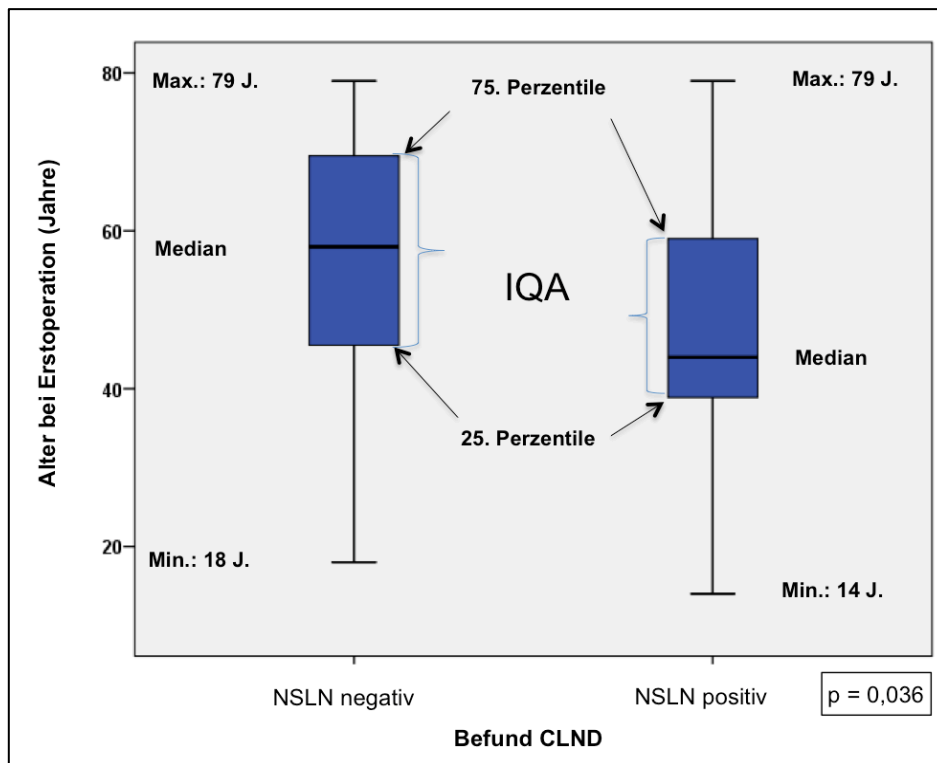 80
60
40
20
Alter bei Erstoperation (Jahre)
Max.: 79 J.
75. Perzentile
Max.: 79 J.
Median
IQA
Median
25. Perzentile
Min.: 18 J.
Min.: 14 J.
NSLN negativ
NSLN positiv
p = 0,036
Befund CLND